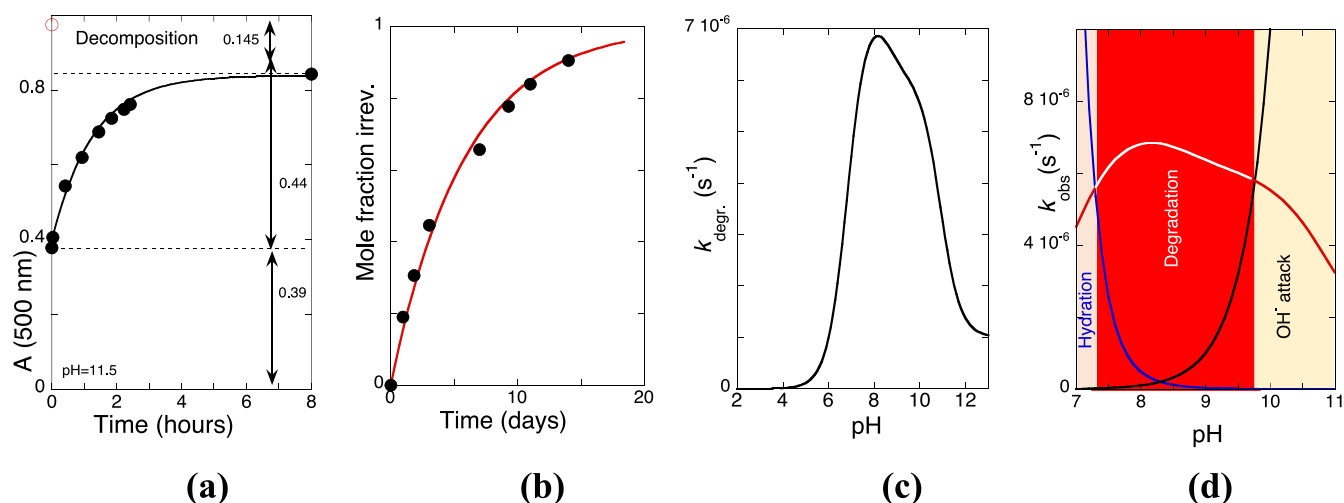 Decomposition
0.145
0.8
0.44
0.4
0.39
0
pH=11.5
A (500 nm)
0 2 4 6 8
Time (hours)
(a)
1
0
Mole fraction irrev.
0 10 20
Time (days)
(b)
7 10⁻⁶
0
k_degr. (s⁻¹)
2 4 6 8 10 12
pH
(c)
8 10⁻⁶
4 10⁻⁶
0
k_obs (s⁻¹)
Hydration
Degradation
OH⁻ attack
7 8 9 10 11
pH
(d)